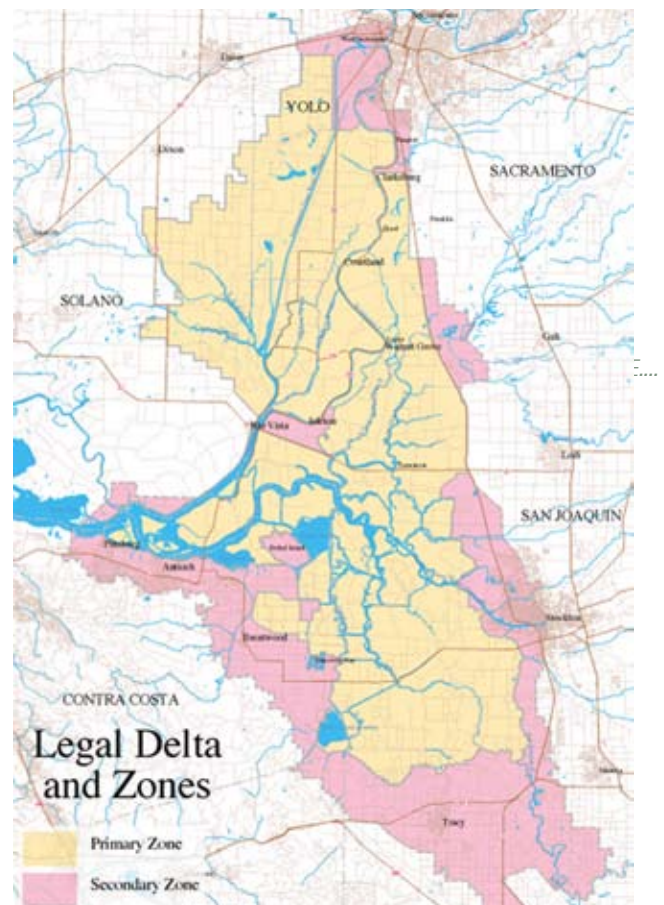 YOLO
Dixon
SACRAMENTO
Clarksburg
Hood
Courtland
SOLANO
Galt
Walnut Grove
Rio Vista
Isleton
Lodi
SAN JOAQUIN
Pittsburg
Antioch
Stockton
Brentwood
CONTRA COSTA
Legal Delta
and Zones
Tracy
Primary Zone
Secondary Zone